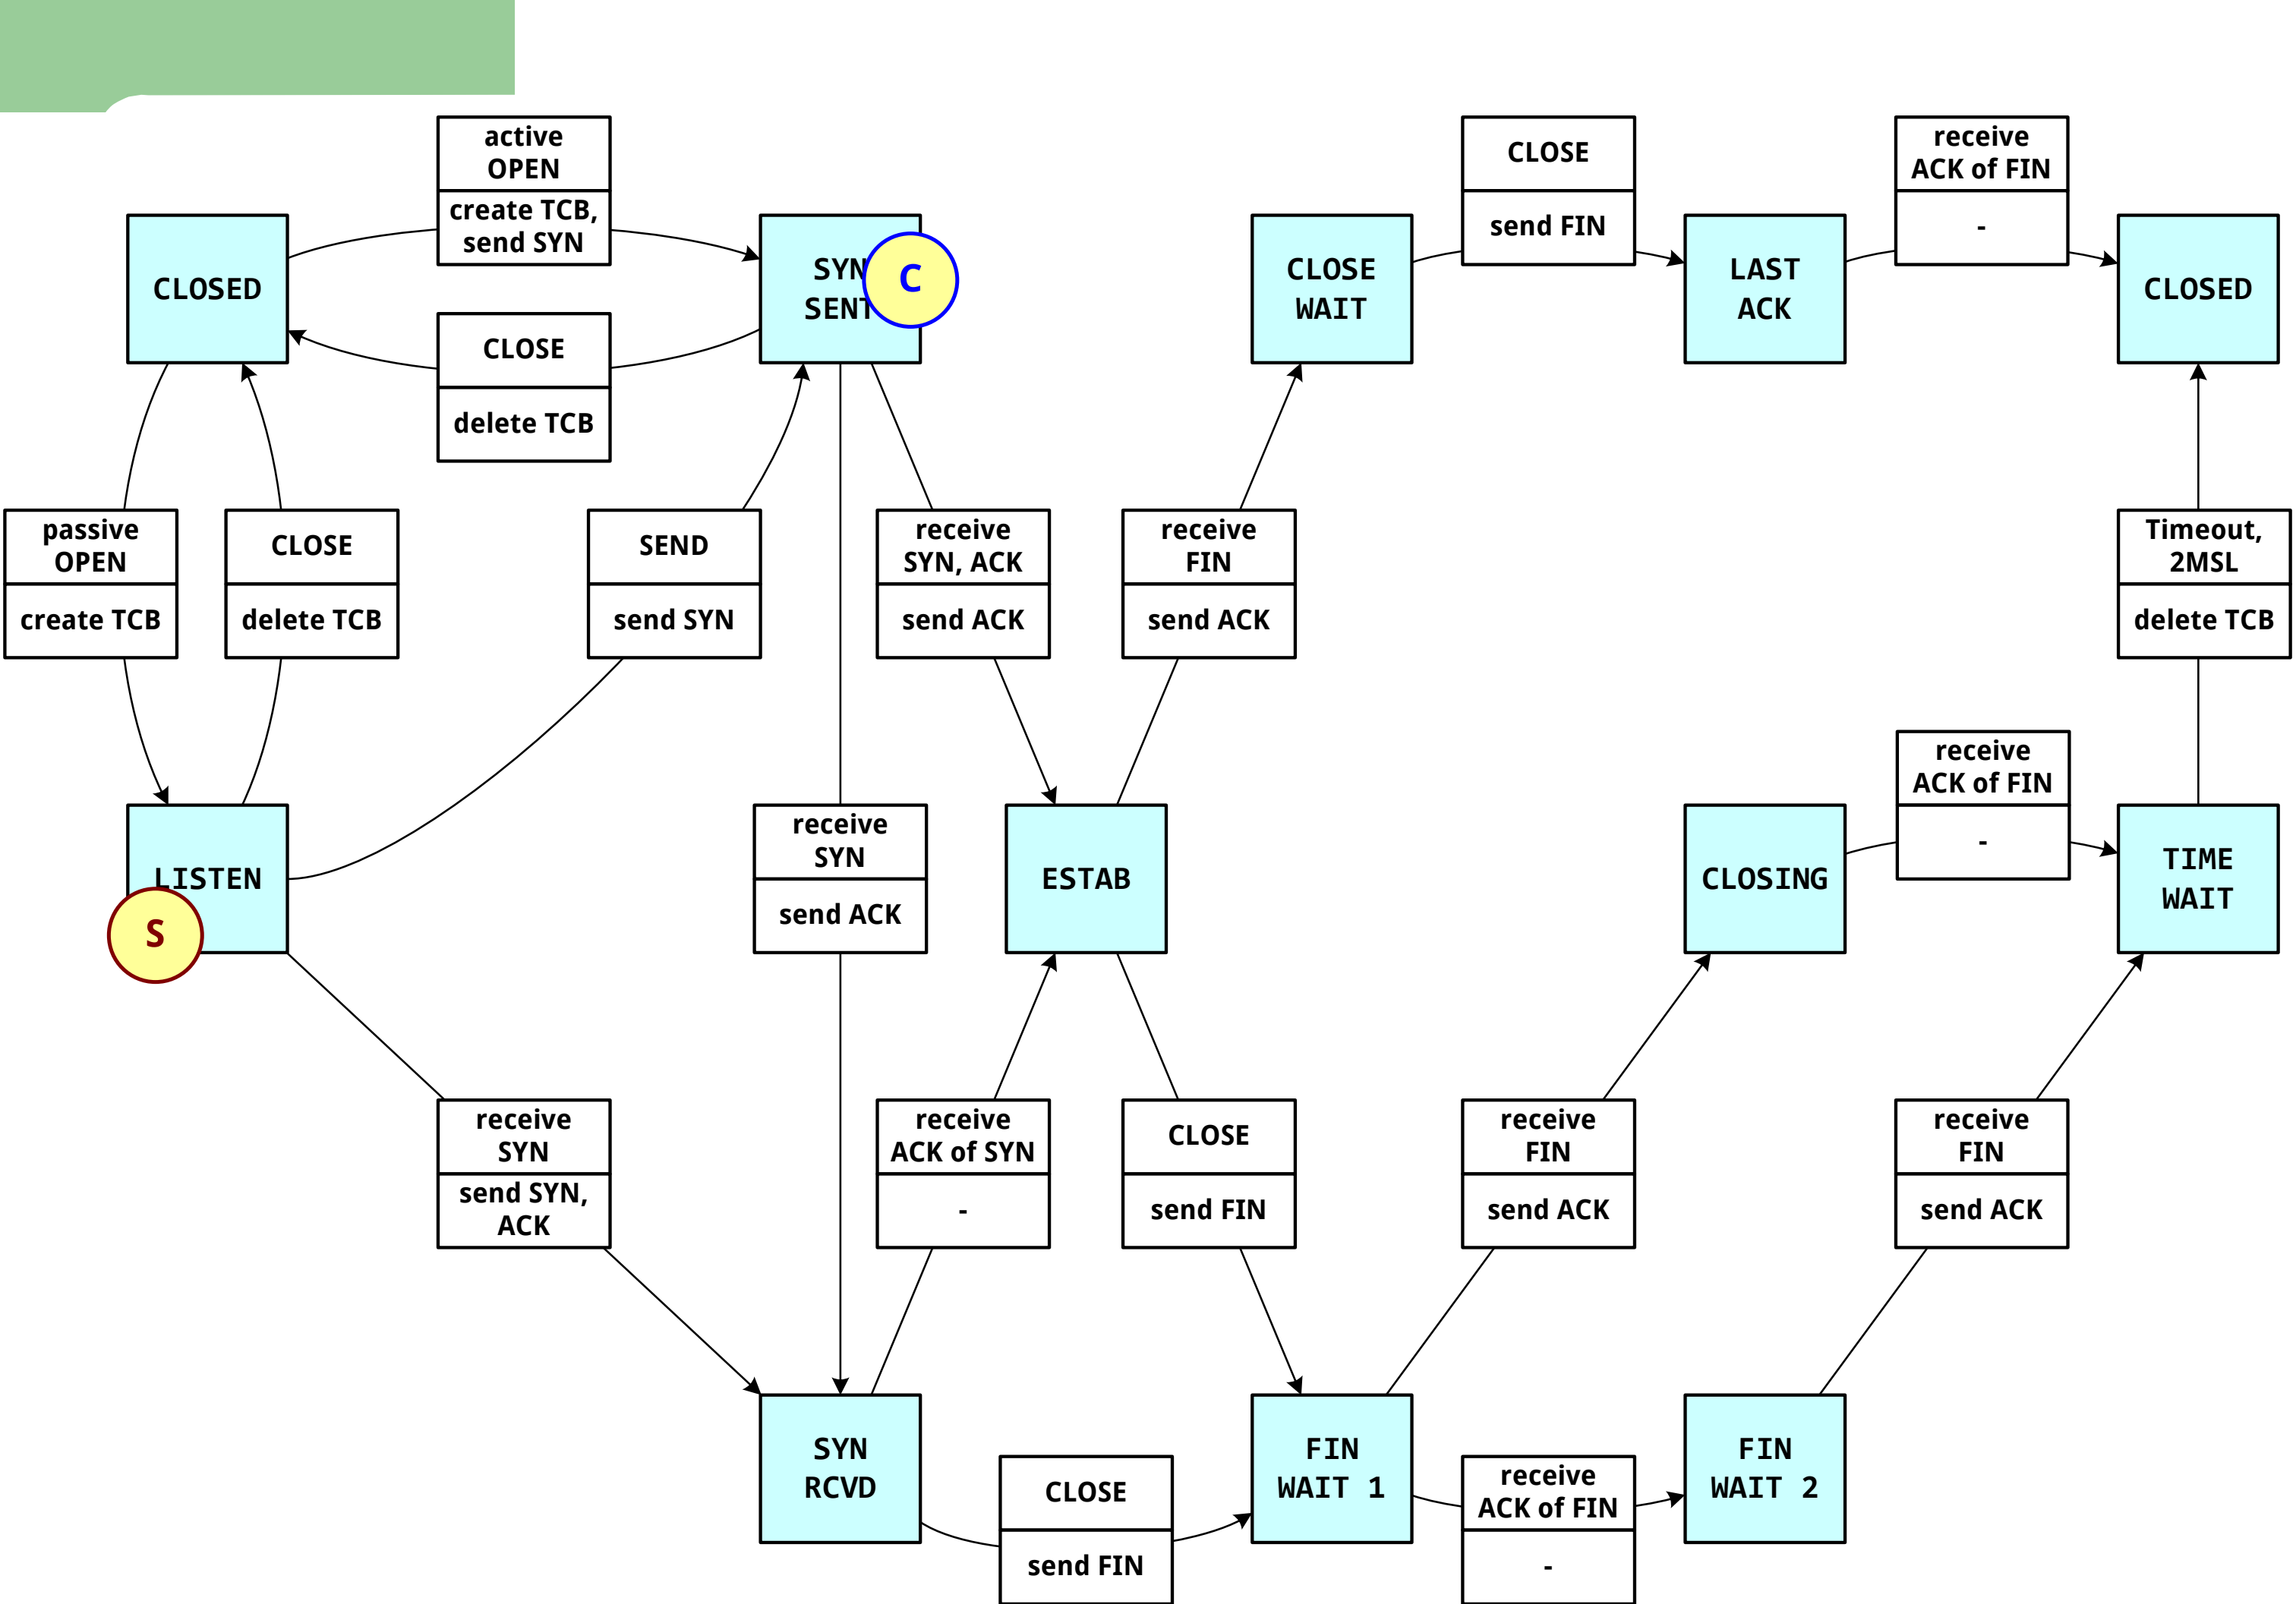 active
OPEN
create TCB,
send SYN
CLOSE
send FIN
receive
ACK of FIN
-
CLOSED
SYN
SENT
C
CLOSE
WAIT
LAST
ACK
CLOSED
CLOSE
delete TCB
passive
OPEN
create TCB
CLOSE
delete TCB
SEND
send SYN
receive
SYN, ACK
send ACK
receive
FIN
send ACK
Timeout,
2MSL
delete TCB
LISTEN
S
receive
SYN
send ACK
ESTAB
CLOSING
receive
ACK of FIN
-
TIME
WAIT
receive
SYN
send SYN,
ACK
receive
ACK of SYN
-
CLOSE
send FIN
receive
FIN
send ACK
receive
FIN
send ACK
SYN
RCVD
CLOSE
send FIN
FIN
WAIT 1
receive
ACK of FIN
-
FIN
WAIT 2